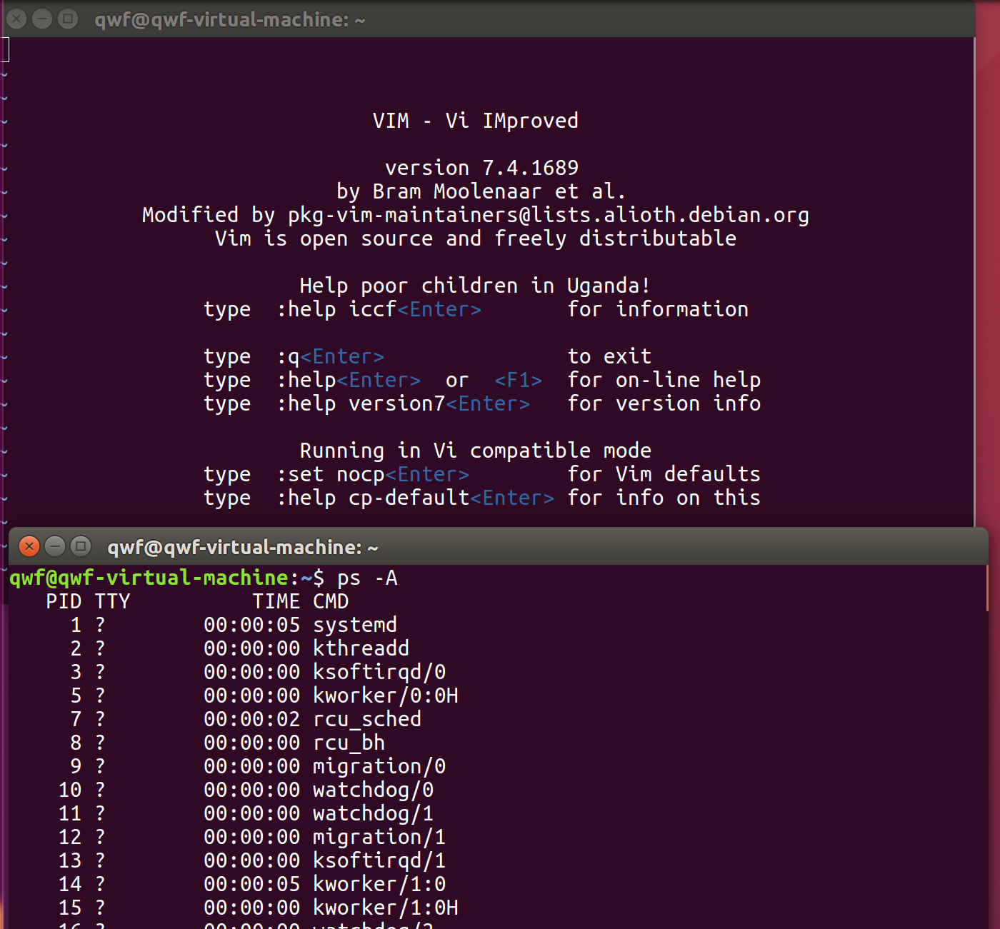 qwf@qwf-virtual-machine: ~
~
~
~
VIM - Vi IMproved
~
~
version 7.4.1689
~
by Bram Moolenaar et al.
~
Modified by pkg-vim-maintainers@lists.alioth.debian.org
~
Vim is open source and freely distributable
~
~
Help poor children in Uganda!
~
type :help iccf<Enter> for information
~
~
type :q<Enter> to exit
~
type :help<Enter> or <F1> for on-line help
~
type :help version7<Enter> for version info
~
~
Running in Vi compatible mode
~
type :set nocp<Enter> for Vim defaults
~
type :help cp-default<Enter> for info on this
~
~
~
~
qwf@qwf-virtual-machine: ~
qwf@qwf-virtual-machine:~$ ps -A
PID TTY TIME CMD
1 ? 00:00:05 systemd
2 ? 00:00:00 kthreadd
3 ? 00:00:00 ksoftirqd/0
5 ? 00:00:00 kworker/0:0H
7 ? 00:00:02 rcu_sched
8 ? 00:00:00 rcu_bh
9 ? 00:00:00 migration/0
10 ? 00:00:00 watchdog/0
11 ? 00:00:00 watchdog/1
12 ? 00:00:00 migration/1
13 ? 00:00:00 ksoftirqd/1
14 ? 00:00:05 kworker/1:0
15 ? 00:00:00 kworker/1:0H
16 ? 00:00:00 watchdog/2